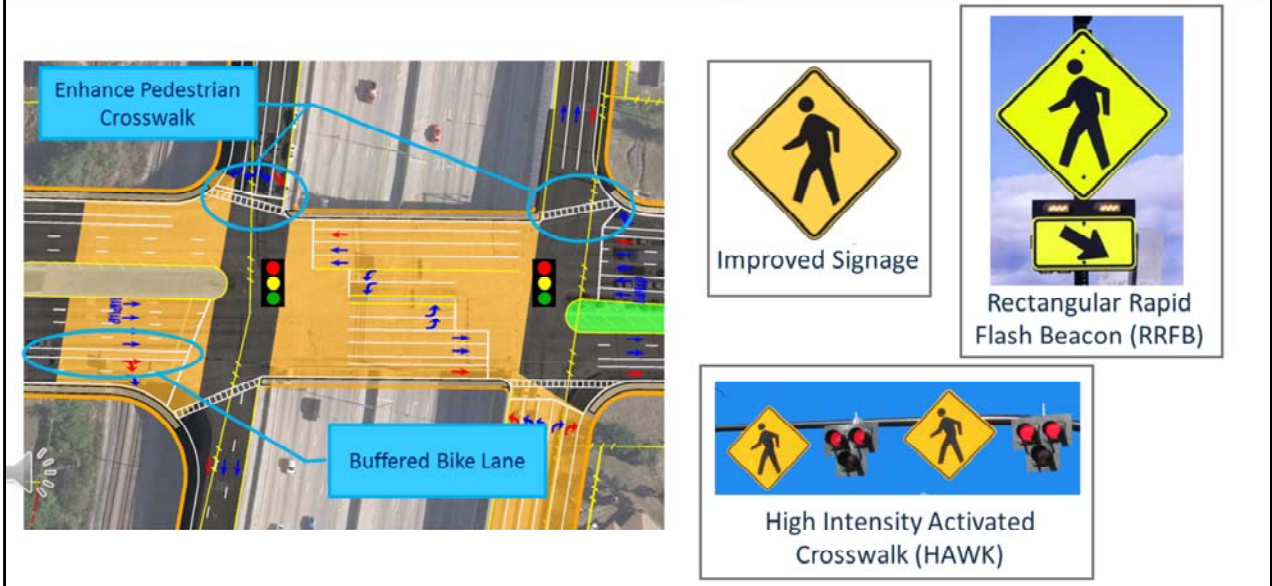 Enhance Pedestrian
Crosswalk
Buffered Bike Lane
Improved Signage
Rectangular Rapid
Flash Beacon (RRFB)
High Intensity Activated
Crosswalk (HAWK)